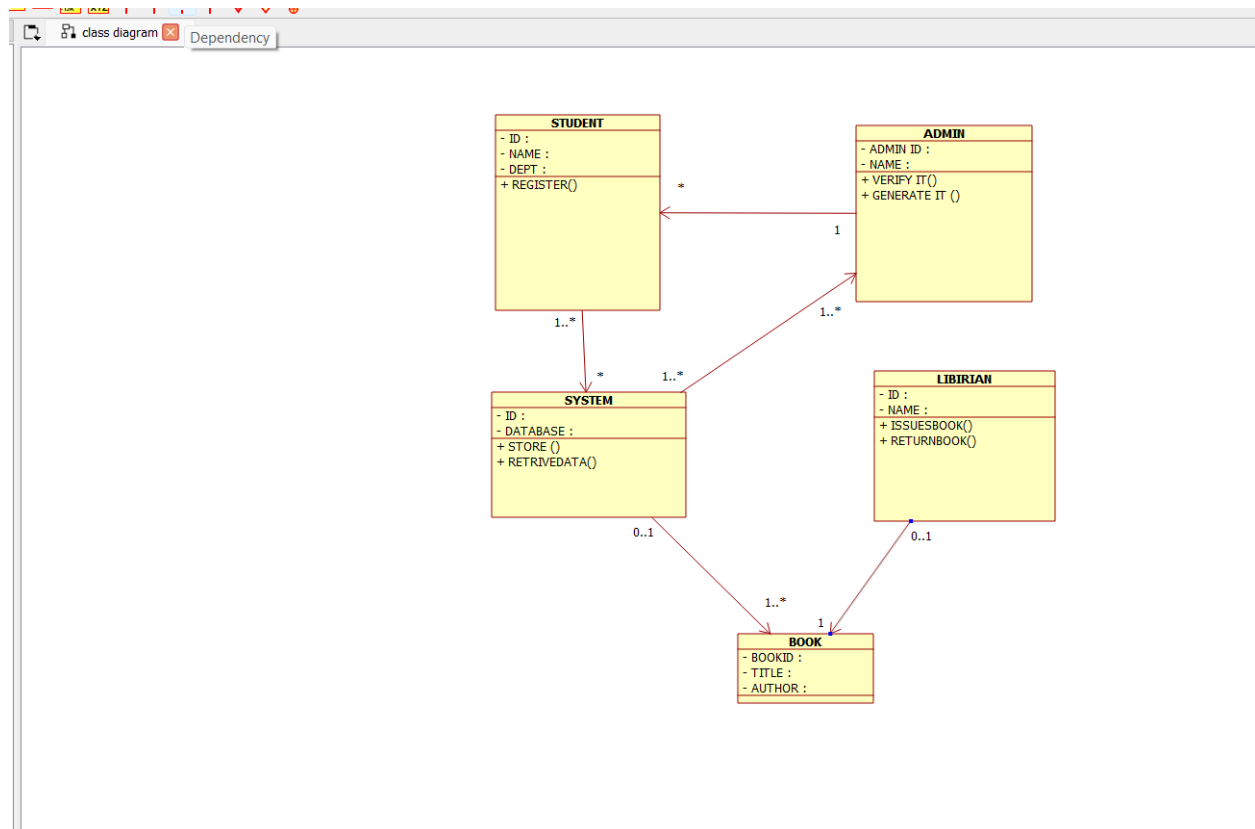 class diagram
Dependency
STUDENT
- ID :
- NAME :
- DEPT :
+ REGISTER()
ADMIN
- ADMIN ID :
- NAME :
+ VERIFY IT()
+ GENERATE IT ()
*
1
1..*
*
1..*
1..*
SYSTEM
- ID :
- DATABASE :
+ STORE ()
+ RETRIVEDATA()
LIBIRIAN
- ID :
- NAME :
+ ISSUESBOOK()
+ RETURNBOOK()
0..1
0..1
1..*
1
BOOK
- BOOKID :
- TITLE :
- AUTHOR :